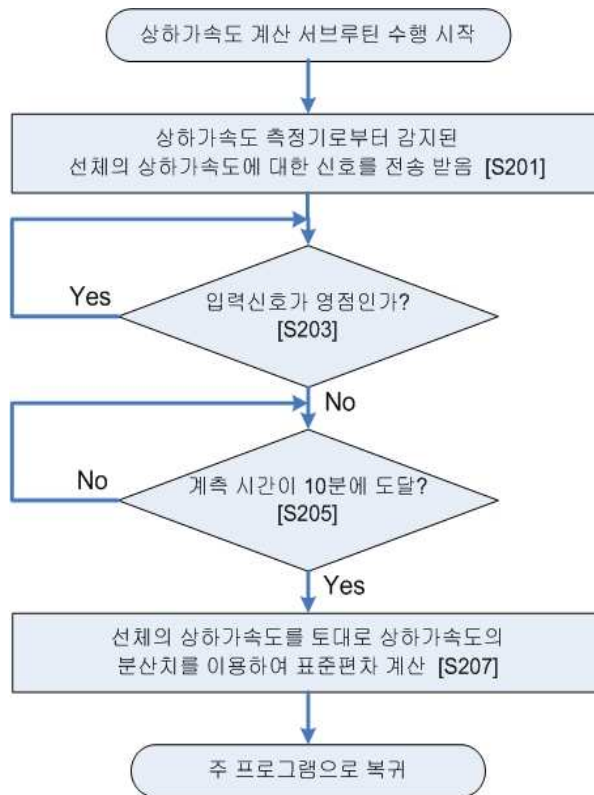 상하가속도 계산 서브루틴 수행 시작
상하가속도 측정기로부터 감지된
선체의 상하가속도에 대한 신호를 전송 받음 [S201]
Yes
입력신호가 영점인가?
[S203]
No
No
계측 시간이 10분에 도달?
[S205]
Yes
선체의 상하가속도를 토대로 상하가속도의
분산치를 이용하여 표준편차 계산 [S207]
주 프로그램으로 복귀